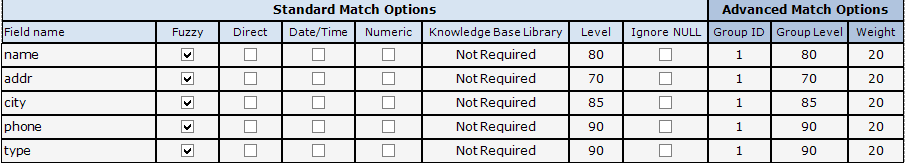 Standard Match Options Advanced Match Options
Field name Fuzzy Direct Date/Time Numeric Knowledge Base Library Level Ignore NULL Group ID Group Level Weight
name Not Required 80 1 80 20
addr Not Required 70 1 70 20
city Not Required 85 1 85 20
phone Not Required 90 1 90 20
type Not Required 90 1 90 20